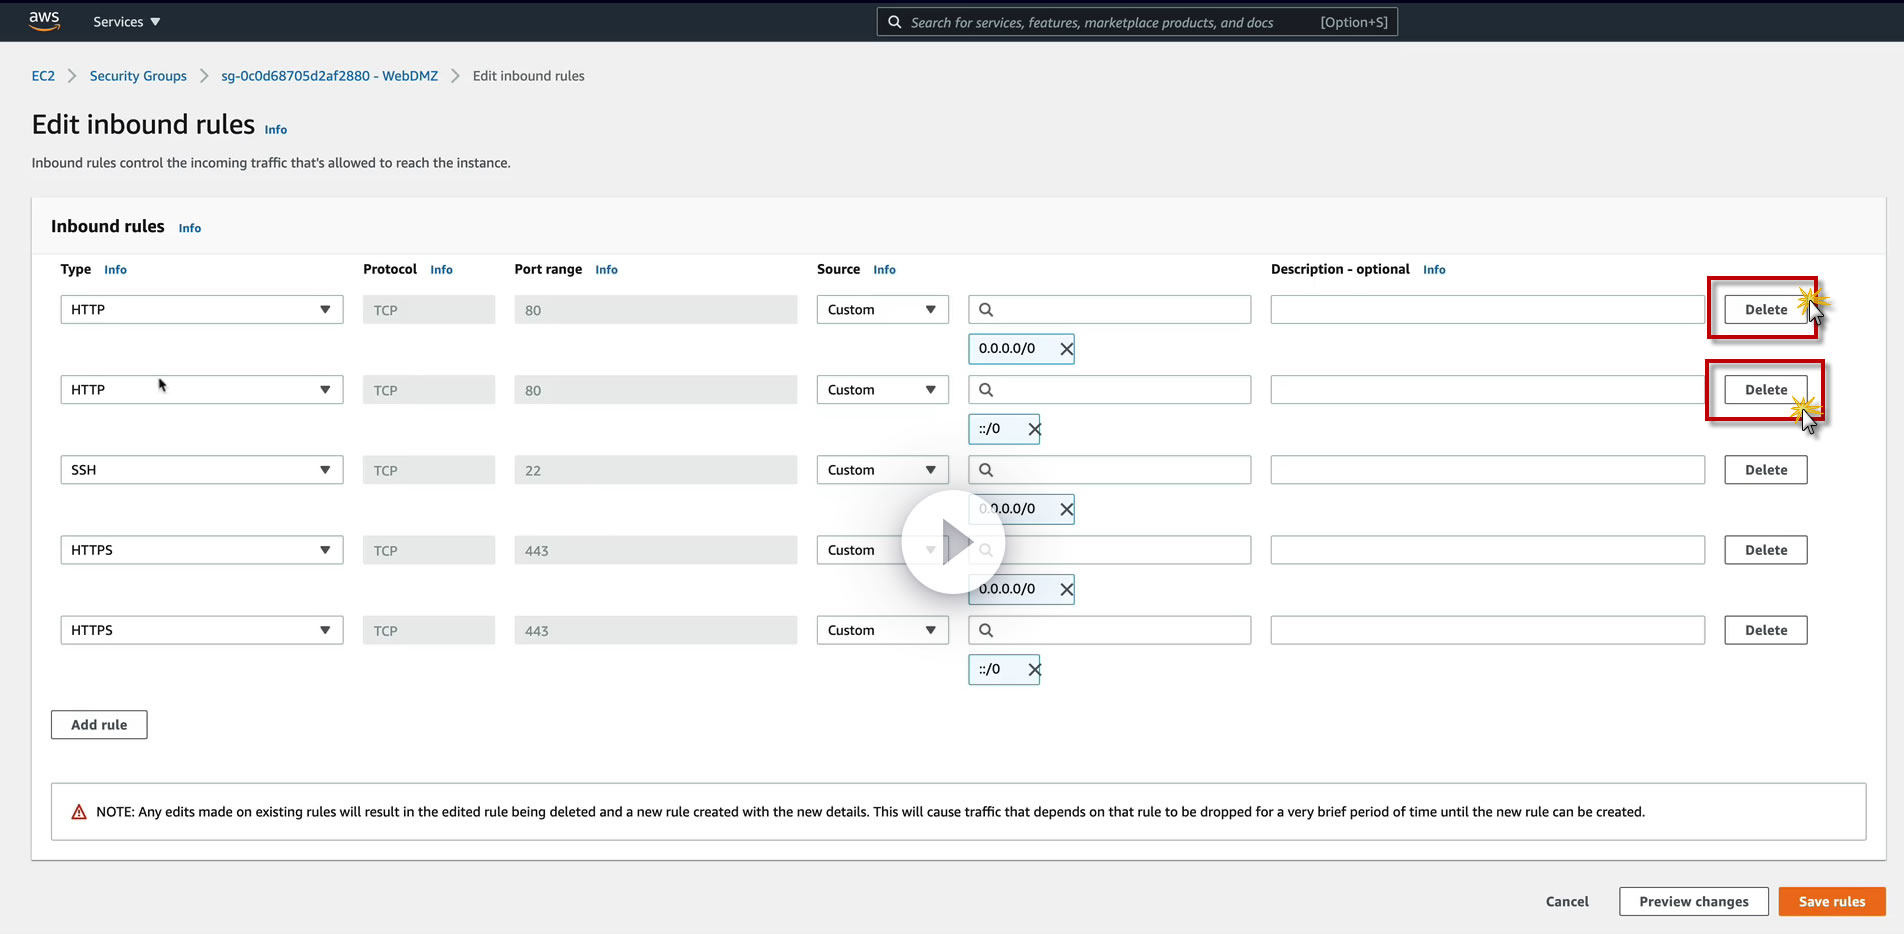 aws Services Search for services, features, marketplace products, and docs [Option+S]
EC2 Security Groups sg-0c0d68705d2af2880 - WebDMZ Edit inbound rules
Edit inbound rules Info
Inbound rules control the incoming traffic that's allowed to reach the instance.
Inbound rules Info
Type Info Protocol Info Port range Info Source Info Description - optional Info
HTTP TCP 80 Custom Delete
0.0.0.0/0
HTTP TCP 80 Custom Delete
::/0
SSH TCP 22 Custom Delete
0.0.0.0/0
HTTPS TCP 443 Custom Delete
0.0.0.0/0
HTTPS TCP 443 Custom Delete
::/0
Add rule
NOTE: Any edits made on existing rules will result in the edited rule being deleted and a new rule created with the new details. This will cause traffic that depends on that rule to be dropped for a very brief period of time until the new rule can be created.
Cancel Preview changes Save rules